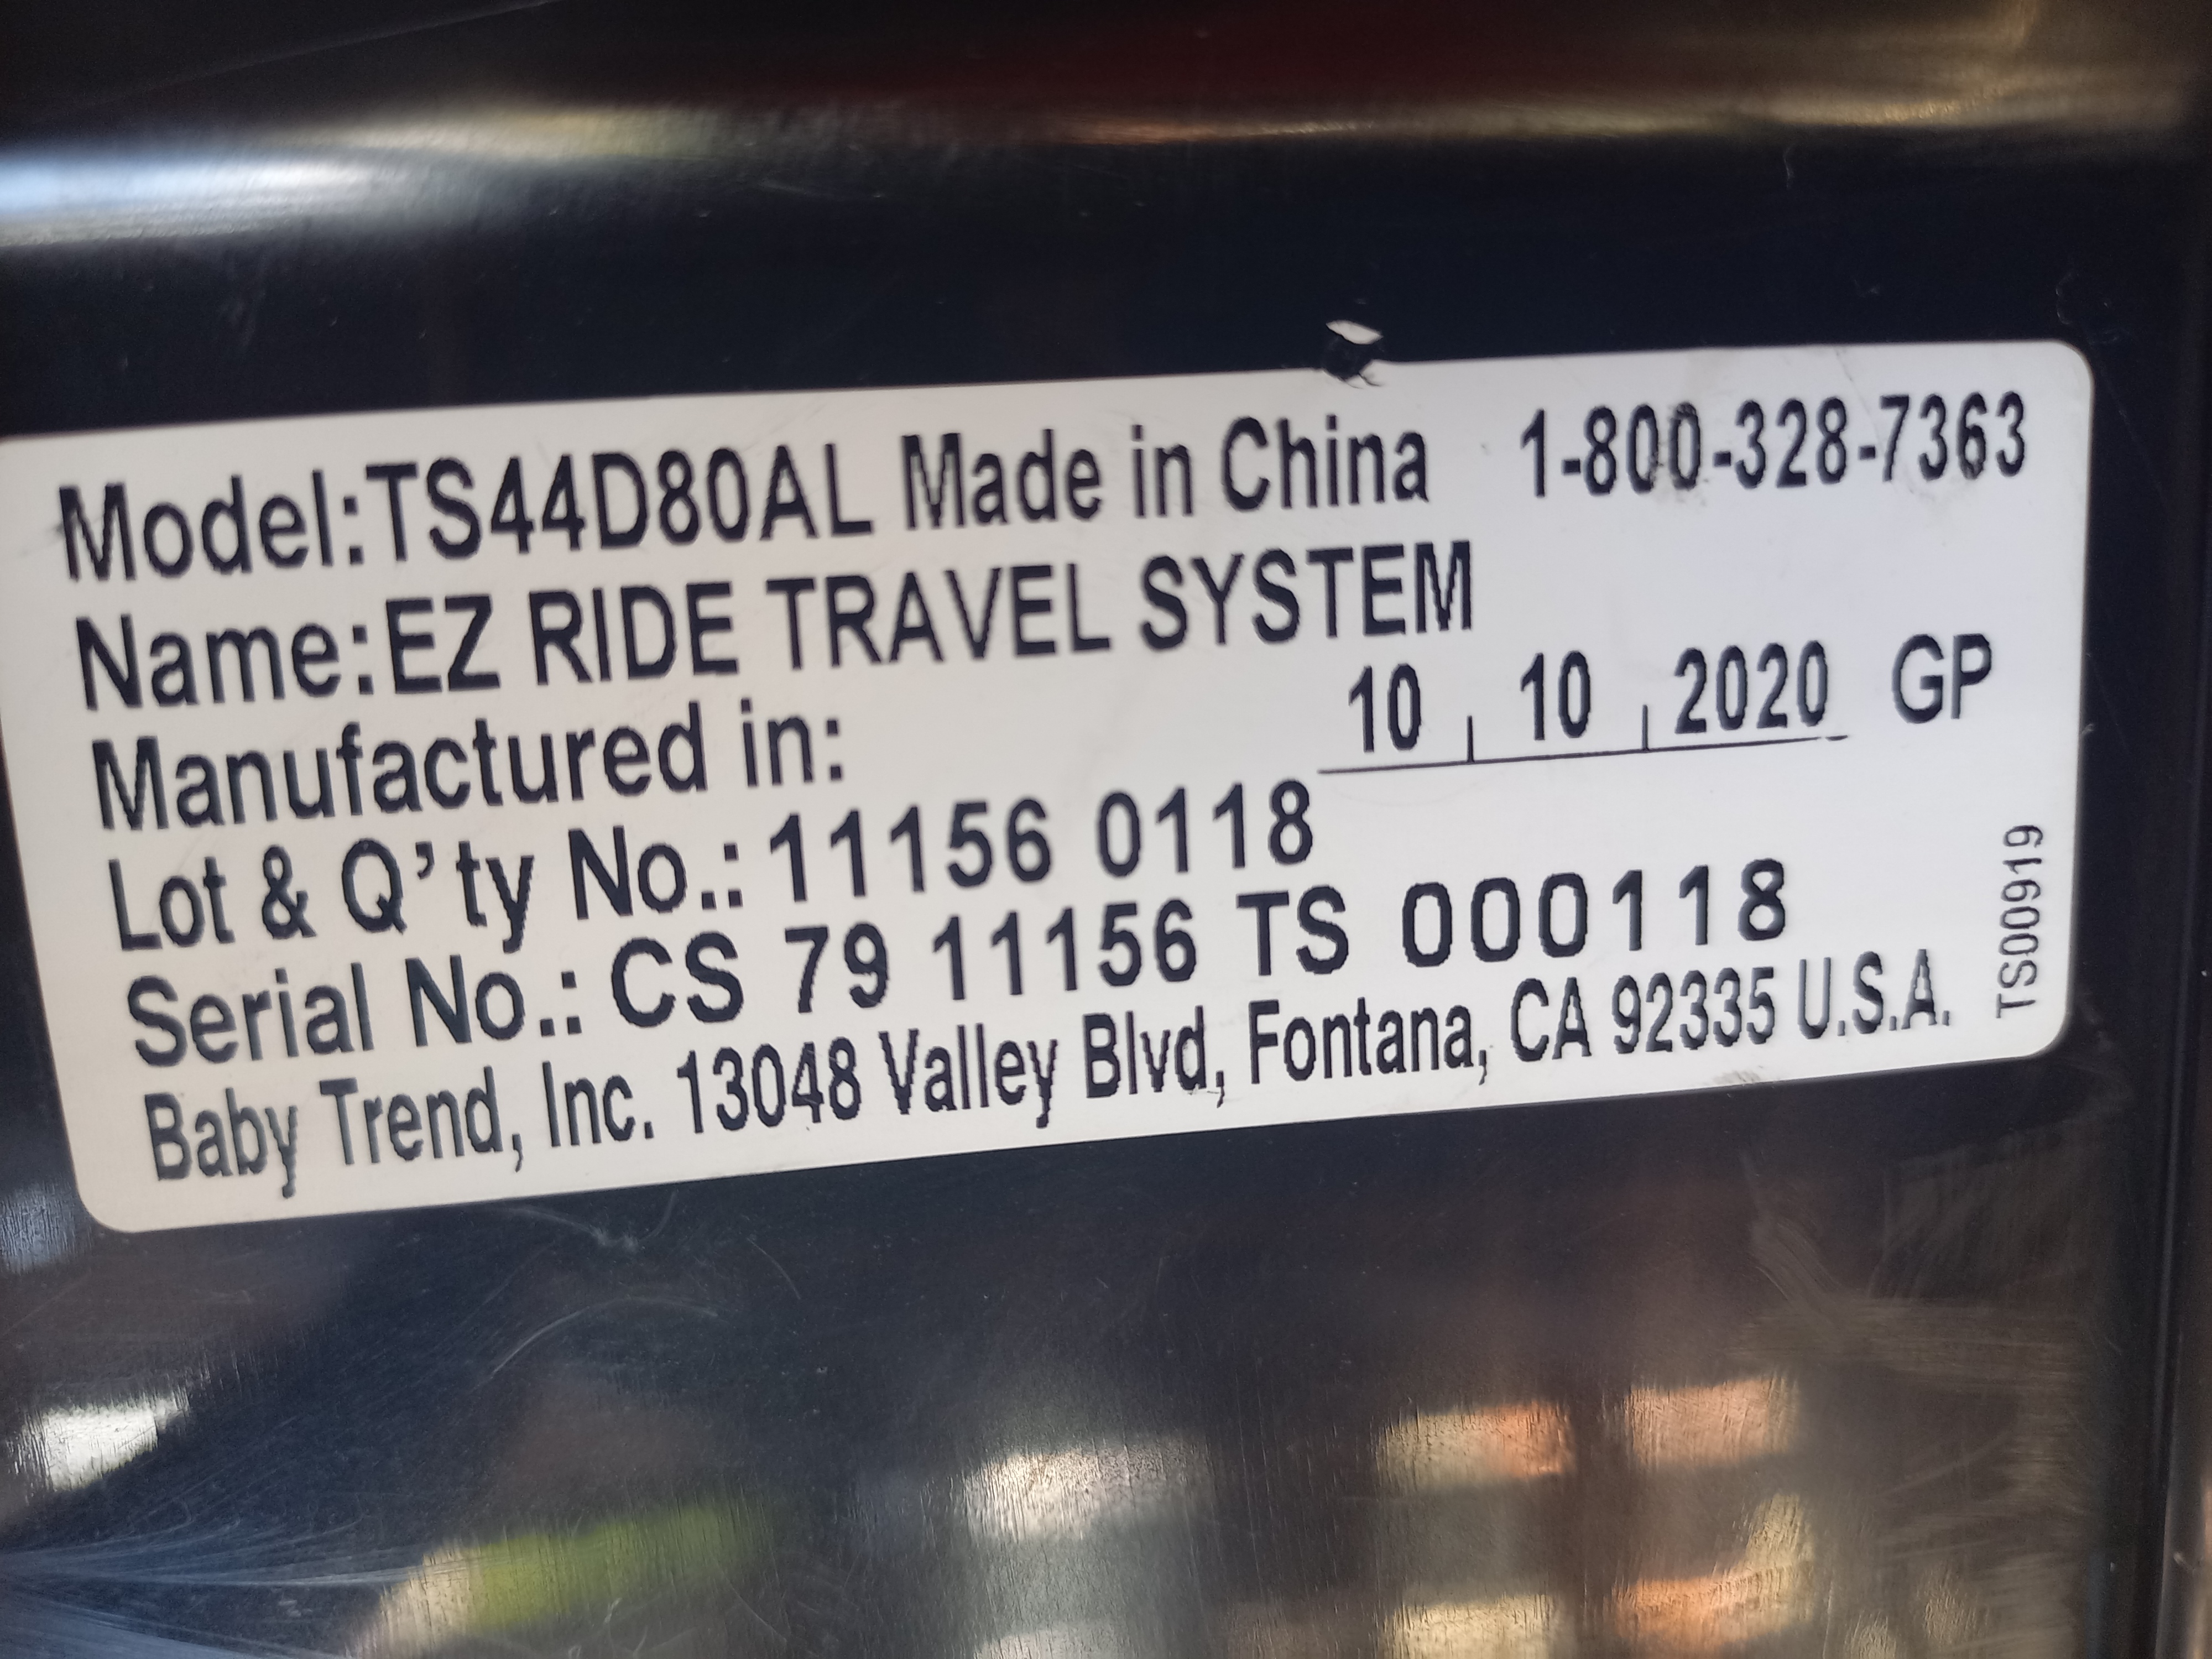 Model:TS44D80AL Made in China 1-800-328-7363
Name:EZ RIDE TRAVEL SYSTEM
Manufactured in: 10 10 2020 GP
Lot & Q'ty No.: 11156 0118
Serial No.: CS 79 11156 TS 000118
Baby Trend, Inc. 13048 Valley Blvd, Fontana, CA 92335 U.S.A.
TS00919